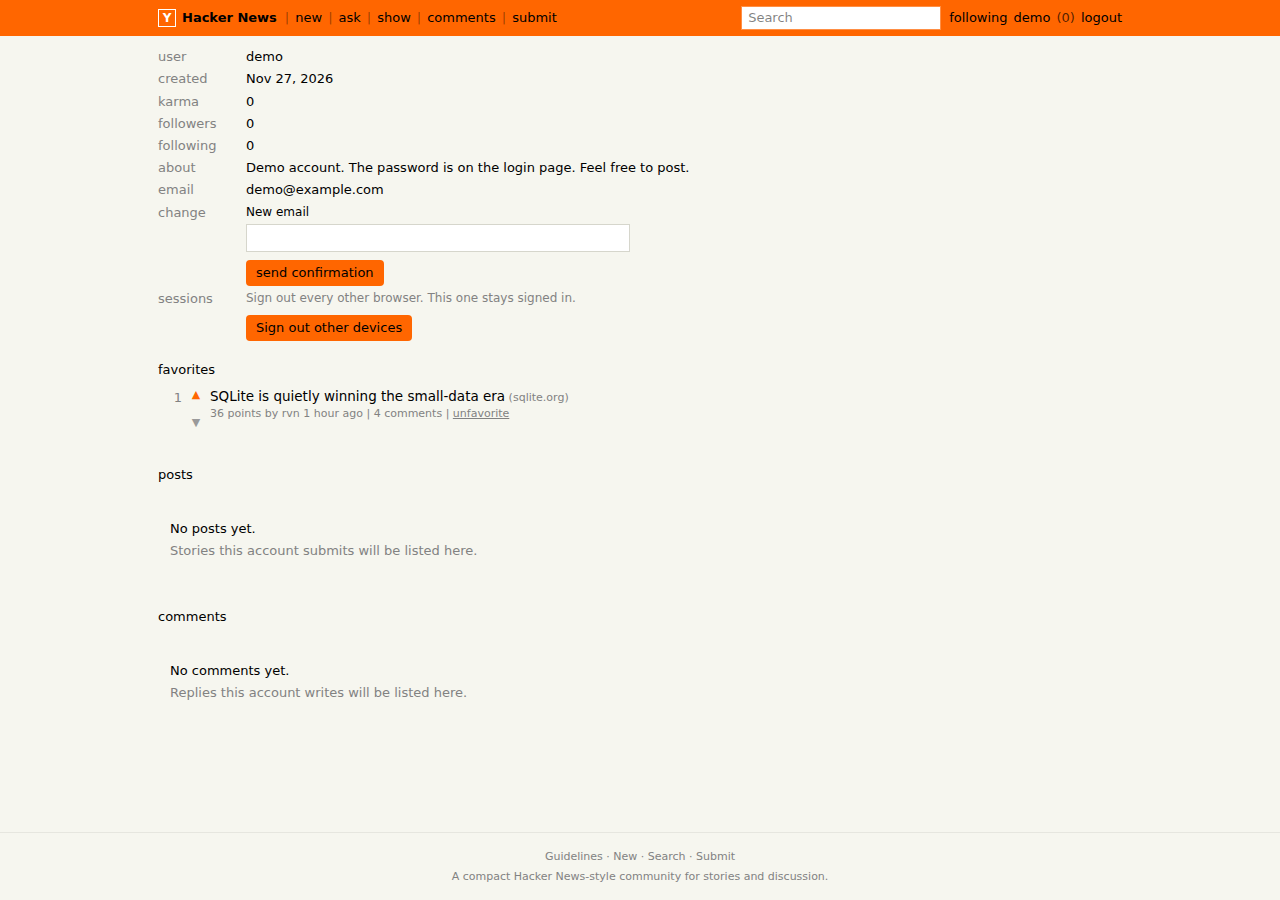 Y Hacker News | new | ask | show | comments | submit Search following demo (0) logout
user demo
created Nov 27, 2026
karma 0
followers 0
following 0
about Demo account. The password is on the login page. Feel free to post.
email demo@example.com
change New email
send confirmation
sessions Sign out every other browser. This one stays signed in.
Sign out other devices
favorites
1 ▲ SQLite is quietly winning the small-data era (sqlite.org)
▼ 36 points by rvn 1 hour ago | 4 comments | unfavorite
posts
No posts yet.
Stories this account submits will be listed here.
comments
No comments yet.
Replies this account writes will be listed here.
Guidelines · New · Search · Submit
A compact Hacker News-style community for stories and discussion.